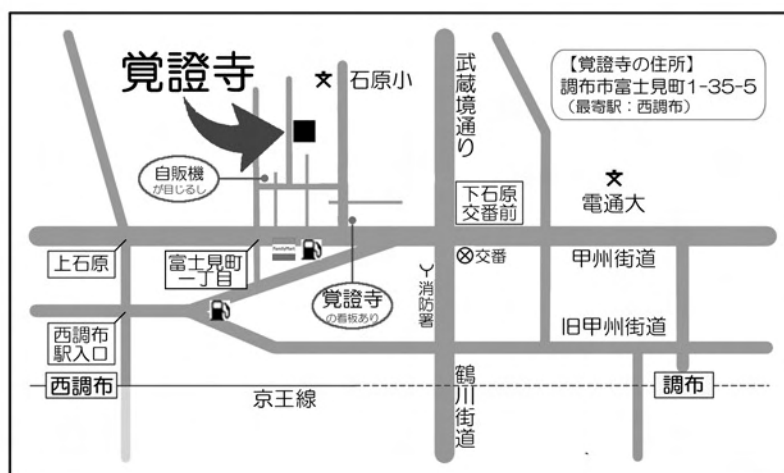 覚證寺
石原小
武蔵境通り
【覚證寺の住所】
調布市富士見町1-35-5
（最寄駅：西調布）
自販機
が目じるし
下石原
交番前
電通大
上石原
富士見町
一丁目
FamilyMart
交番
甲州街道
覚證寺
の看板あり
消防署
西調布
駅入口
旧甲州街道
西調布
京王線
鶴川街道
調布